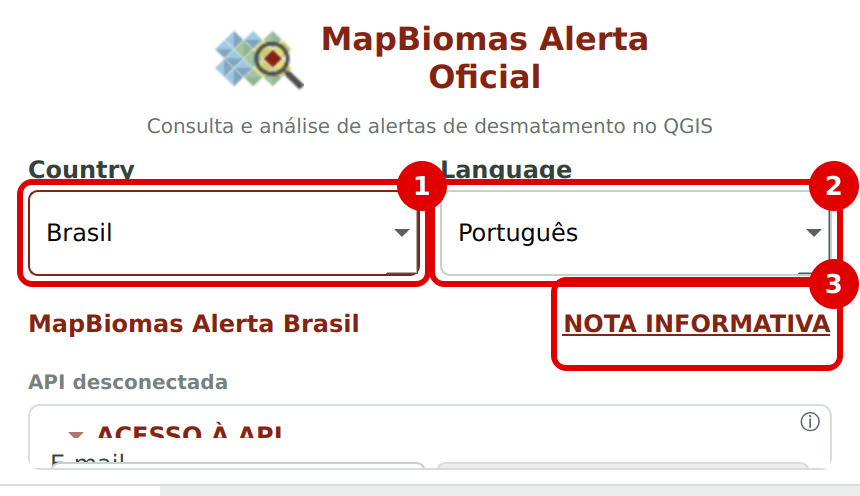 MapBiomas Alerta
Oficial
Consulta e análise de alertas de desmatamento no QGIS
Country
Language
1
2
Brasil
Português
3
MapBiomas Alerta Brasil
NOTA INFORMATIVA
API desconectada
ACESSO À API
E-mail